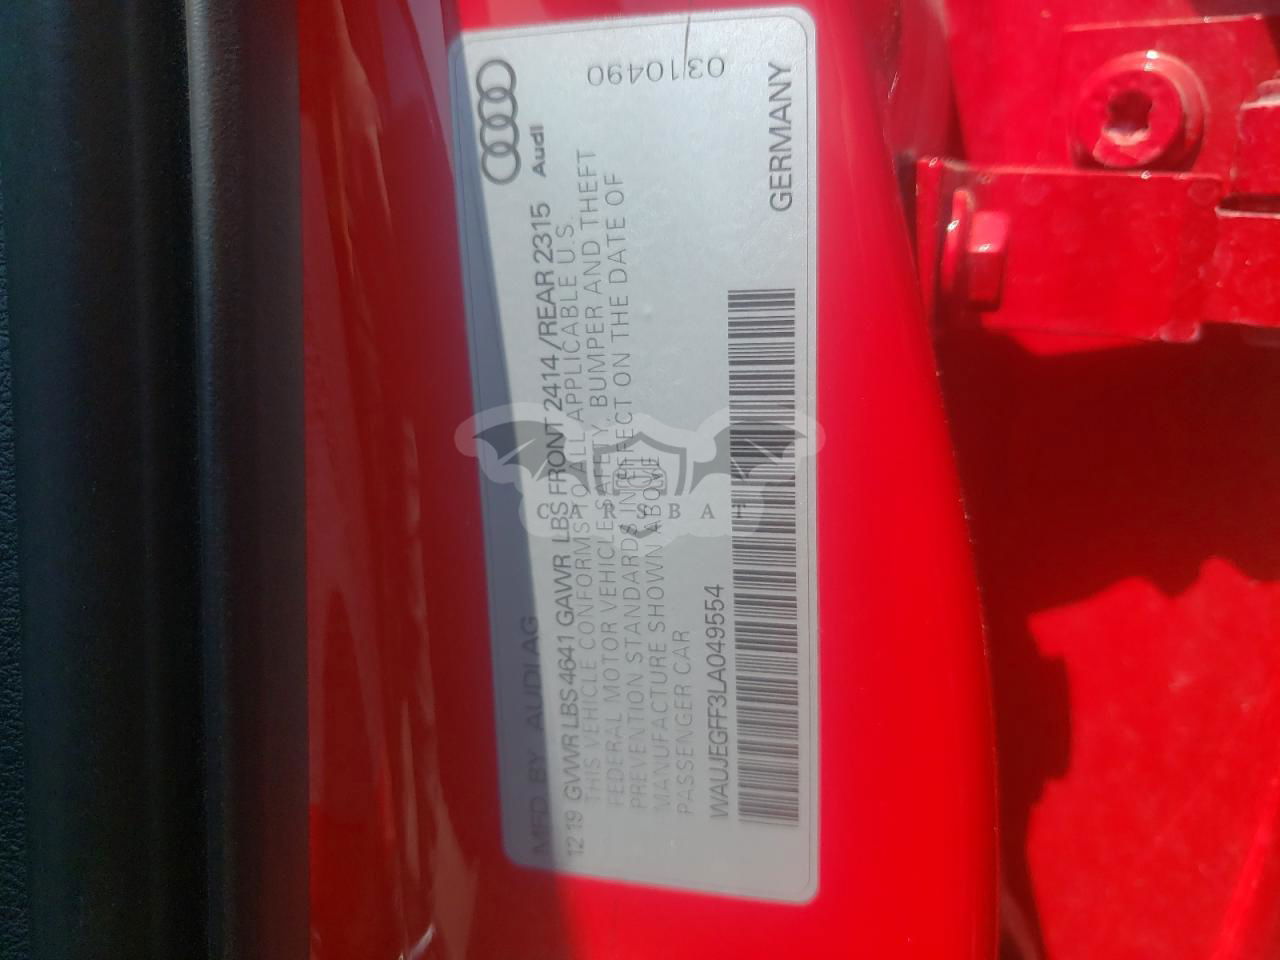 MFD BY AUDI AG
12 19 GVWR LBS 4641 GAWR LBS FRONT 2414/REAR 2315
Audi
THIS VEHICLE CONFORMS TO ALL APPLICABLE U.S.
FEDERAL MOTOR VEHICLE SAFETY, BUMPER AND THEFT
PREVENTION STANDARDS IN EFFECT ON THE DATE OF
MANUFACTURE SHOWN ABOVE
PASSENGER CAR
WAUJEGFF3LA049554
GERMANY
0310490
CARSBAT